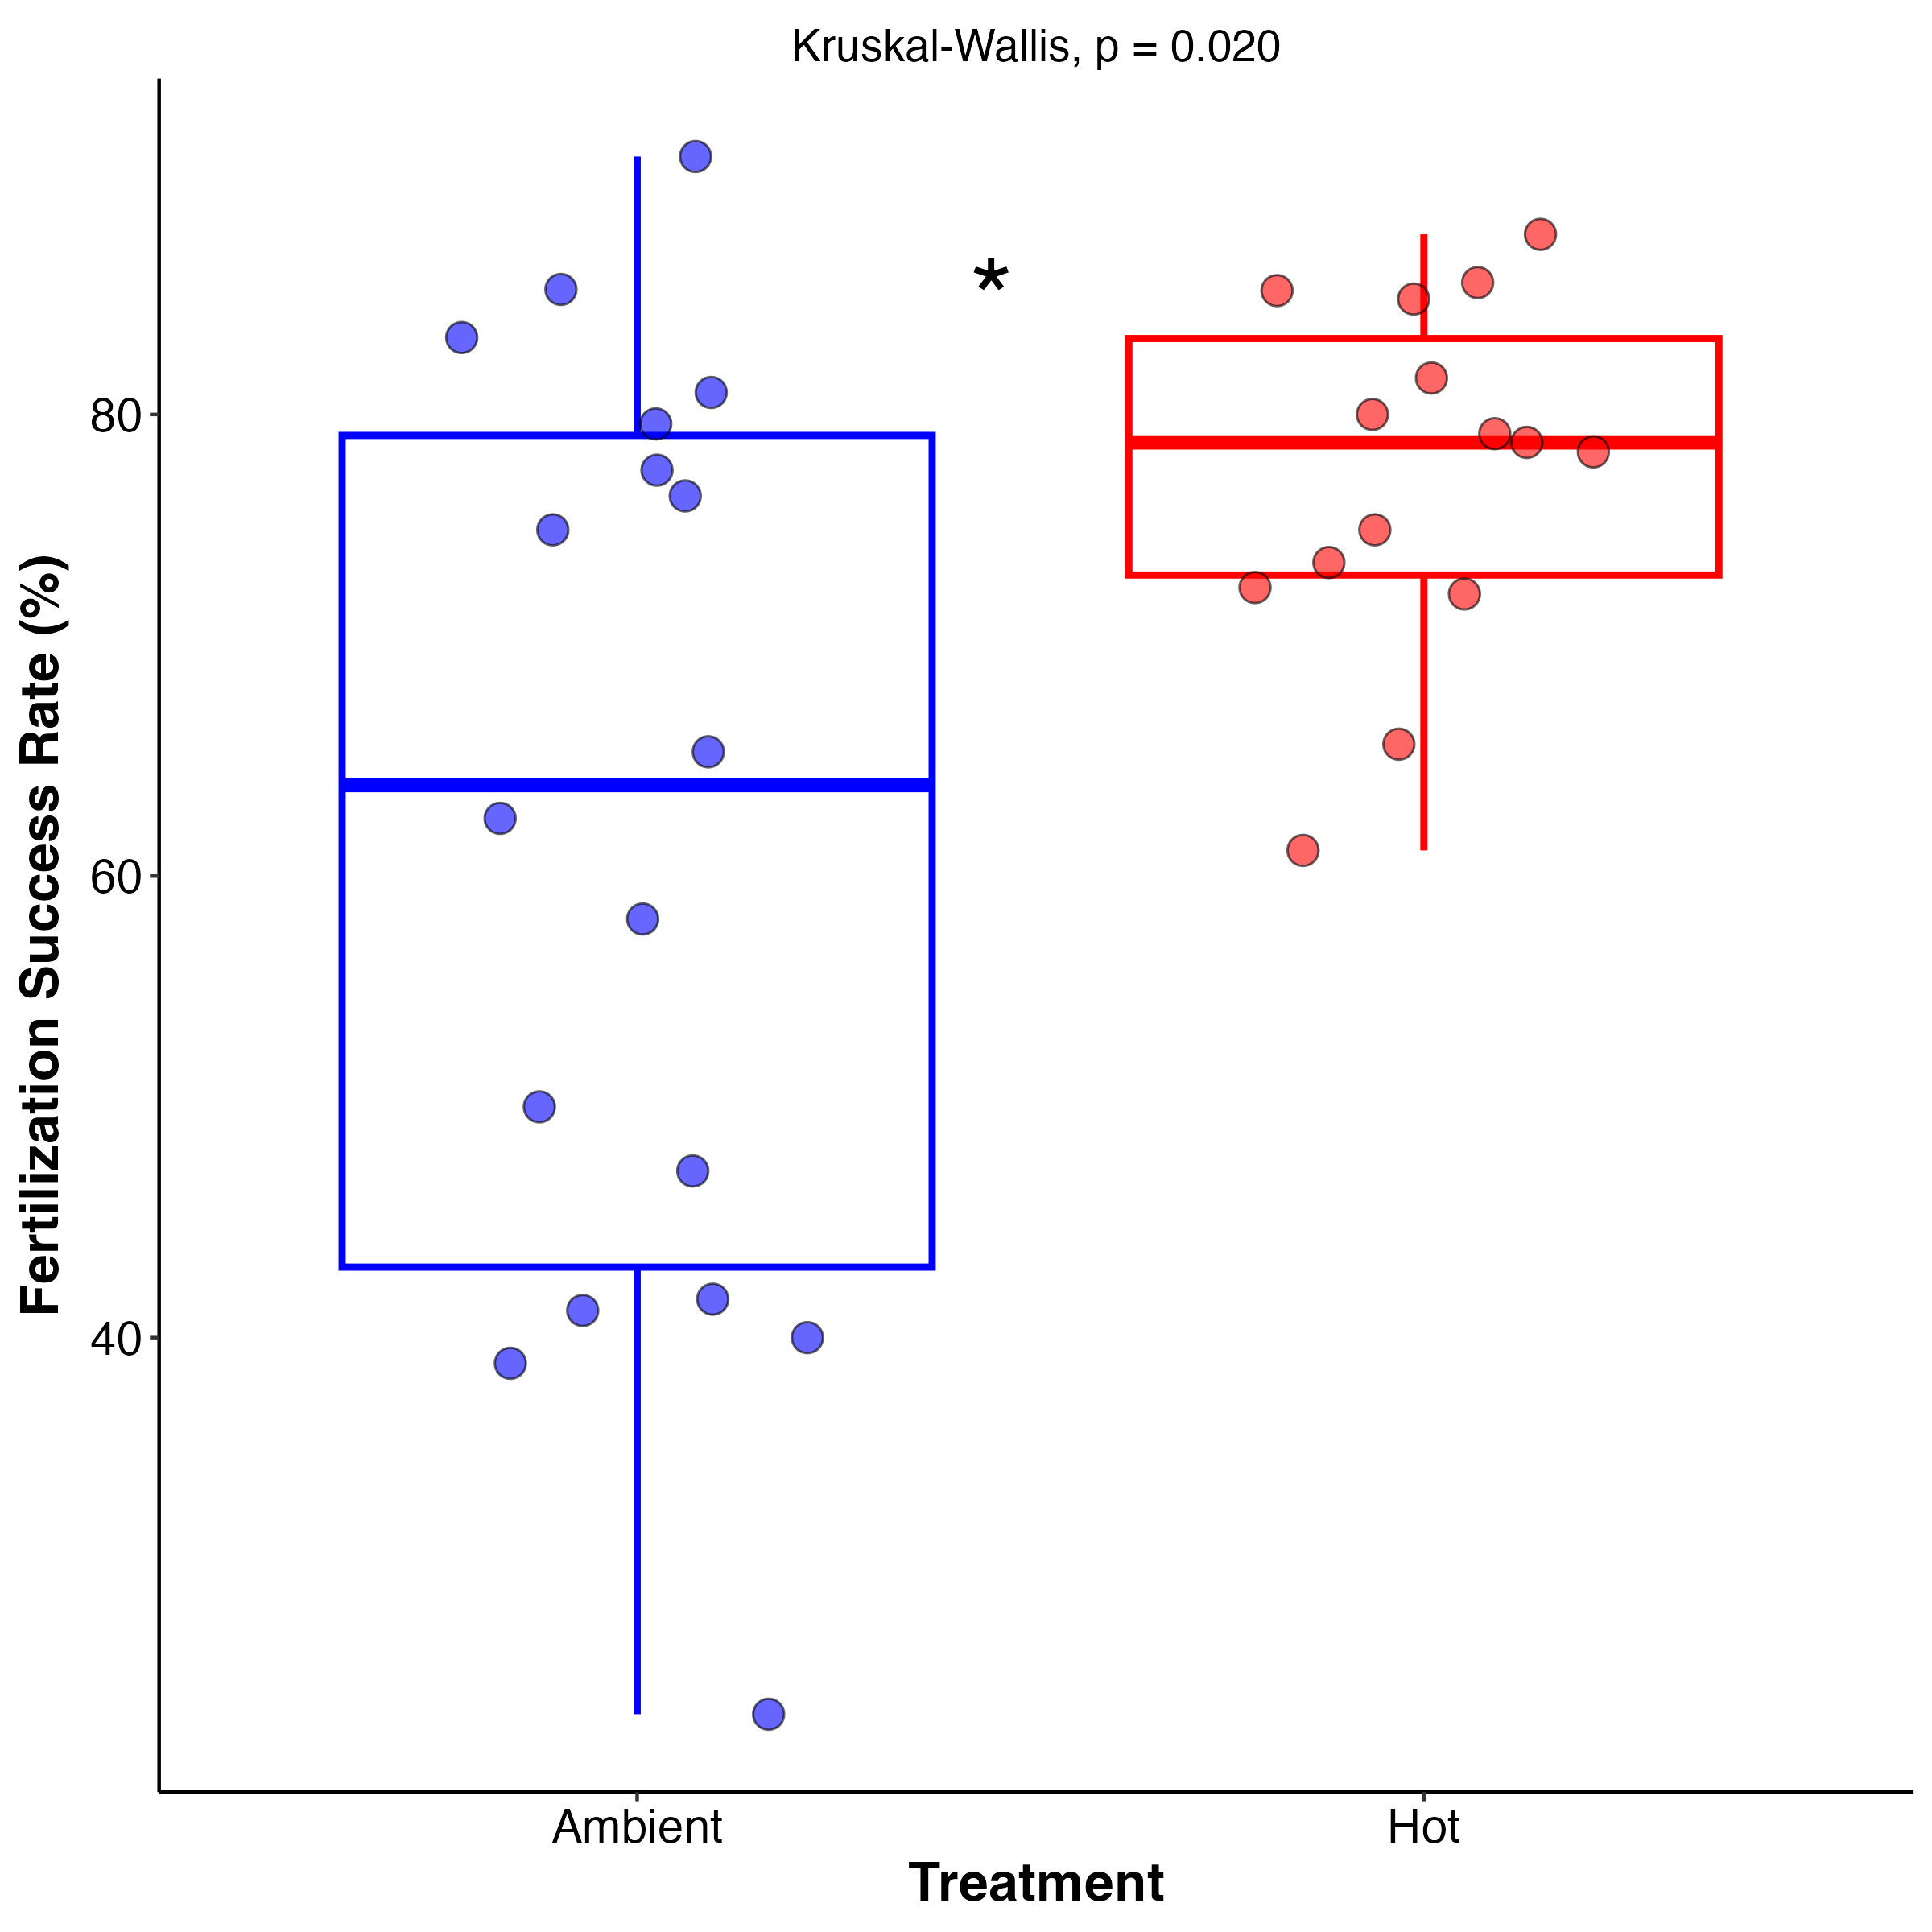 Kruskal-Wallis, p = 0.020
*
Fertilization Success Rate (%)
80
60
40
Ambient
Hot
Treatment